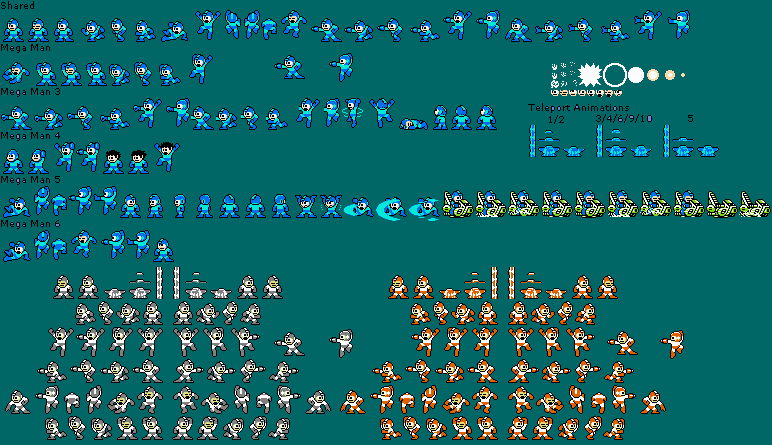 Shared
Mega Man
Mega Man 3
Teleport Animations
1/2 3/4/6/9/10 5
Mega Man 4
Mega Man 5
Mega Man 6